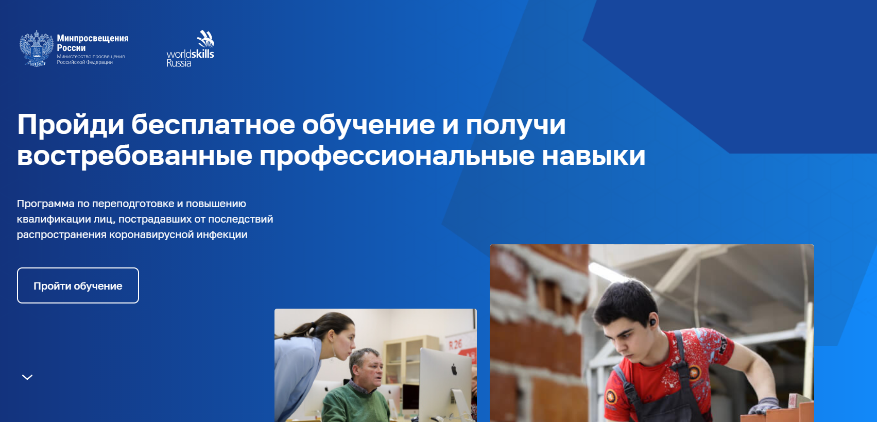 Минпросвещения
России
Министерство просвещения
Российской Федерации
worldskills
Russia
Пройди бесплатное обучение и получи
востребованные профессиональные навыки
Программа по переподготовке и повышению
квалификации лиц, пострадавших от последствий
распространения коронавирусной инфекции
Пройти обучение
R 26